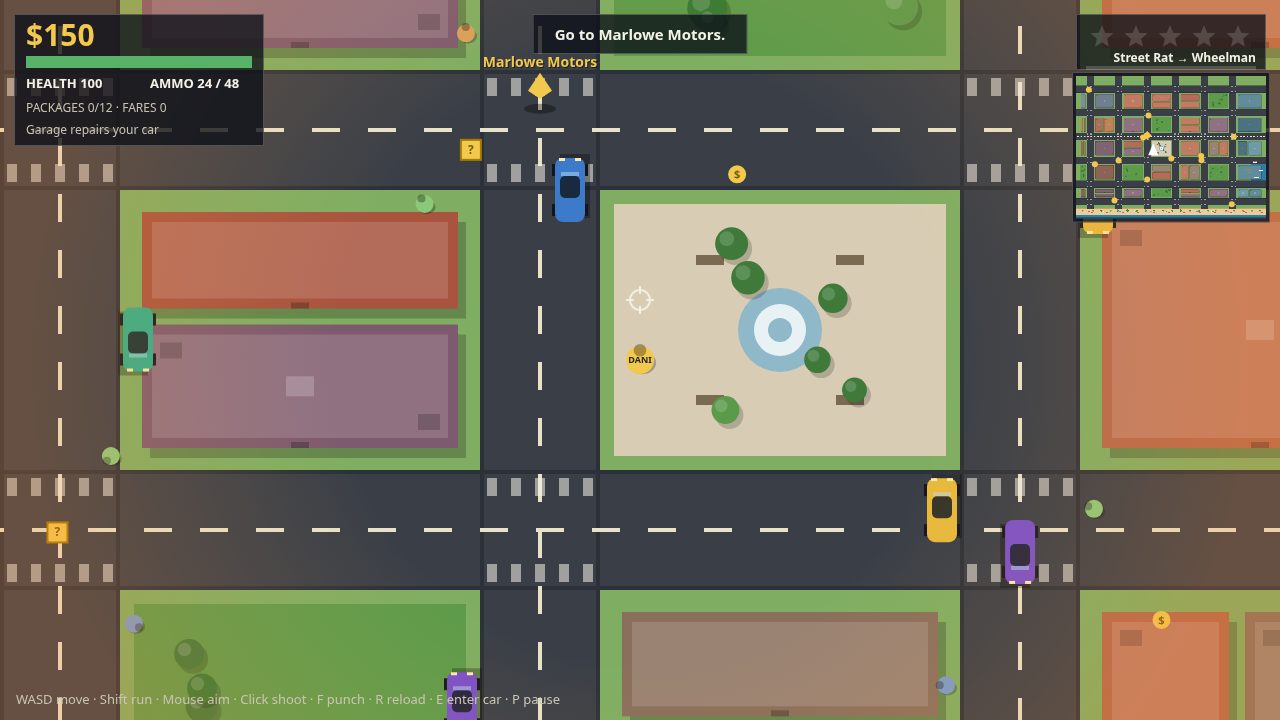 $150
HEALTH 100 AMMO 24 / 48
PACKAGES 0/12 · FARES 0
Garage repairs your car
Go to Marlowe Motors.
Marlowe Motors
Street Rat → Wheelman
?
$
DANI
?
$
WASD move · Shift run · Mouse aim · Click shoot · F punch · R reload · E enter car · P pause